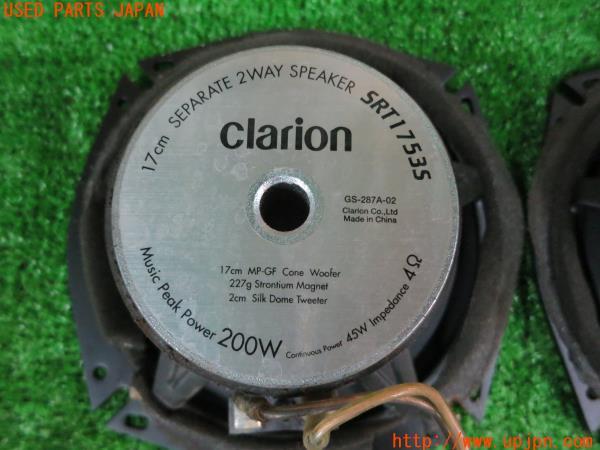 USED PARTS JAPAN
17cm SEPARATE 2WAY SPEAKER SRT1753S
clarion
GS-287A-02
Clarion Co.,Ltd
Made in China
17cm MP-GF Cone Woofer
227g Strontium Magnet
2cm Silk Dome Tweeter
Music Peak Power 200W Continuous Power 45W Impedance 4Ω
http://www.upjpn.com